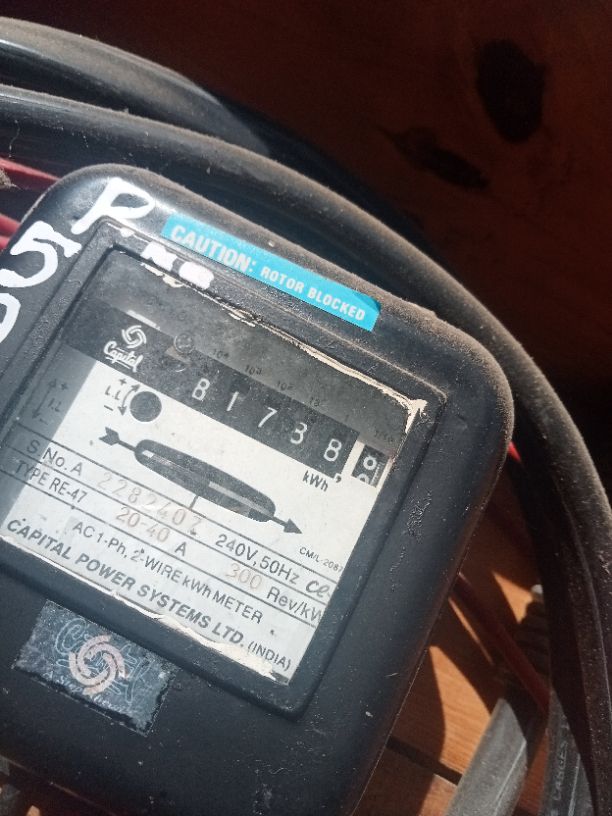 CAUTION: ROTOR BLOCKED
Capital
81738
kWh
S.NO. A 2282402
TYPE RE-47
20-40 A 240V, 50Hz
AC 1-Ph, 2-WIRE kWh METER 300 Rev/kW
CAPITAL POWER SYSTEMS LTD. (INDIA)